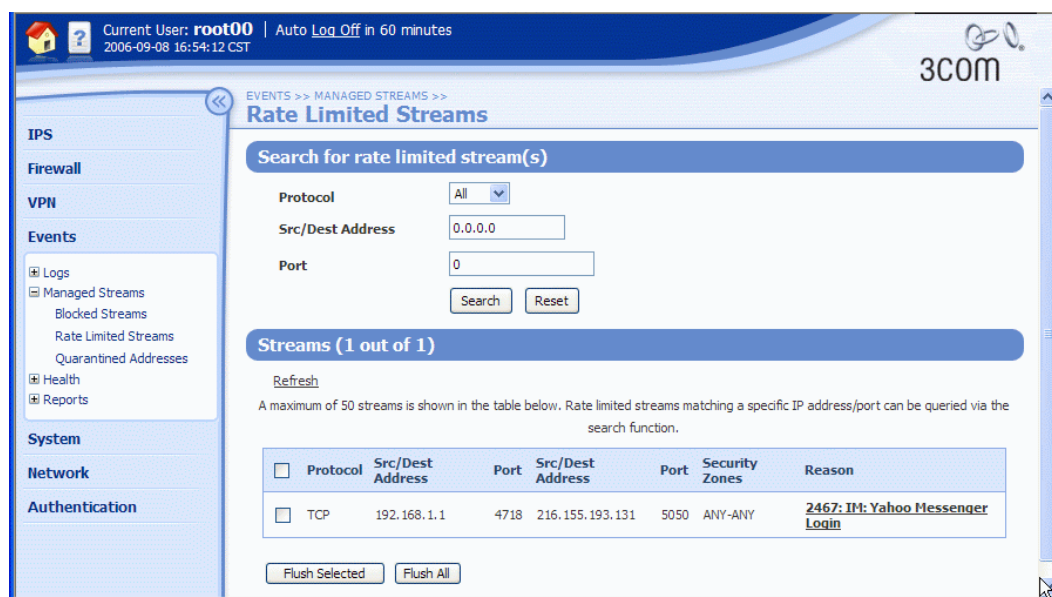 Current User: root00 | Auto Log Off in 60 minutes
2006-09-08 16:54:12 CST
3COM
EVENTS >> MANAGED STREAMS >>
Rate Limited Streams
IPS
Firewall
VPN
Events
Logs
Managed Streams
Blocked Streams
Rate Limited Streams
Quarantined Addresses
Health
Reports
System
Network
Authentication
Search for rate limited stream(s)
Protocol All
Src/Dest Address 0.0.0.0
Port 0
Search Reset
Streams (1 out of 1)
Refresh
A maximum of 50 streams is shown in the table below. Rate limited streams matching a specific IP address/port can be queried via the
search function.
Protocol Src/Dest Address Port Src/Dest Address Port Security Zones Reason
TCP 192.168.1.1 4718 216.155.193.131 5050 ANY-ANY 2467: IM: Yahoo Messenger Login
Flush Selected Flush All